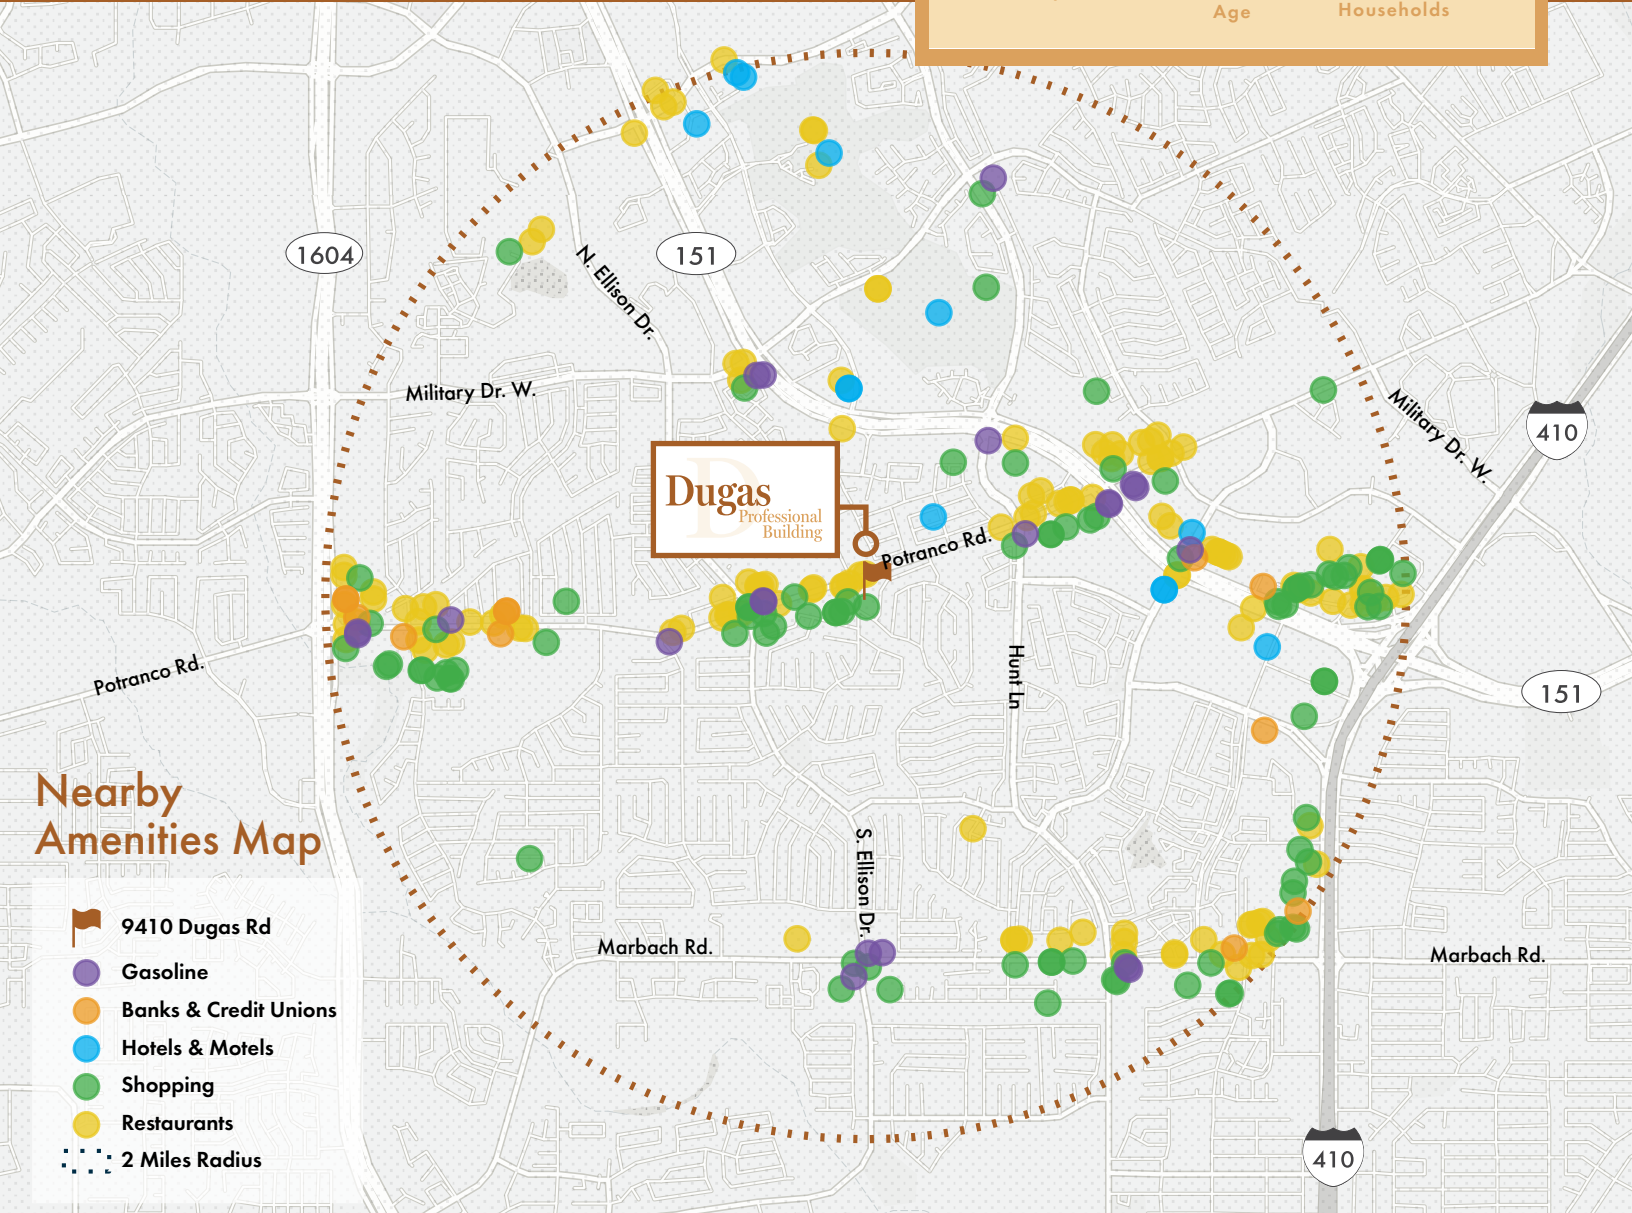 Age
Households
1604
151
N. Ellison Dr.
Military Dr. W.
Military Dr. W.
410
Dugas
Professional
Building
Potranco Rd.
Potranco Rd.
Hunt Ln
151
Nearby
Amenities Map
S. Ellison Dr.
9410 Dugas Rd
Marbach Rd.
Marbach Rd.
Gasoline
Banks & Credit Unions
Hotels & Motels
Shopping
Restaurants
2 Miles Radius
410